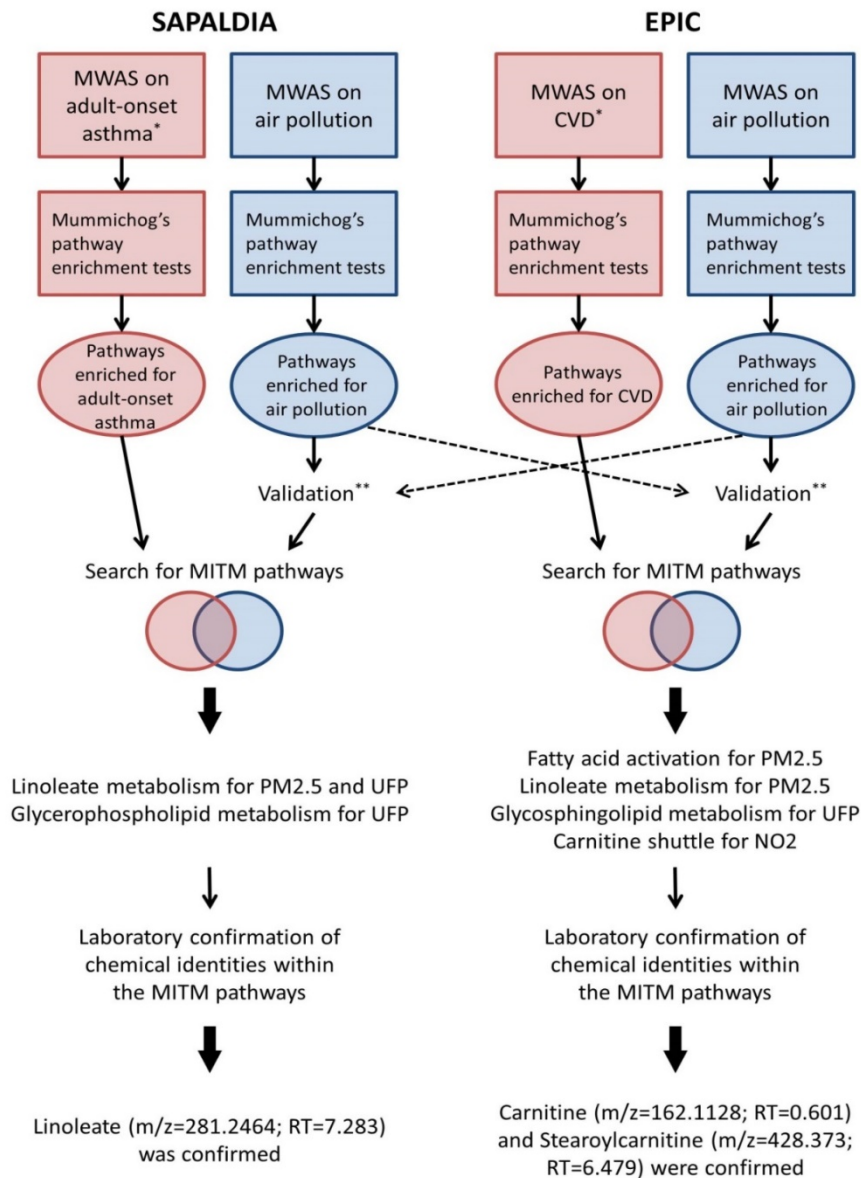 SAPALDIA
EPIC
MWAS on
adult-onset
asthma*
MWAS on
air pollution
MWAS on
CVD*
MWAS on
air pollution
Mummichog's
pathway
enrichment tests
Mummichog's
pathway
enrichment tests
Mummichog's
pathway
enrichment tests
Mummichog's
pathway
enrichment tests
Pathways
enriched for
adult-onset
asthma
Pathways
enriched for
air pollution
Pathways
enriched for CVD
Pathways
enriched for
air pollution
Validation**
Validation**
Search for MITM pathways
Search for MITM pathways
Linoleate metabolism for PM2.5 and UFP
Glycerophospholipid metabolism for UFP
Fatty acid activation for PM2.5
Linoleate metabolism for PM2.5
Glycosphingolipid metabolism for UFP
Carnitine shuttle for NO2
Laboratory confirmation of
chemical identities within
the MITM pathways
Laboratory confirmation of
chemical identities within
the MITM pathways
Linoleate (m/z=281.2464; RT=7.283)
was confirmed
Carnitine (m/z=162.1128; RT=0.601)
and Stearoylcarnitine (m/z=428.373;
RT=6.479) were confirmed